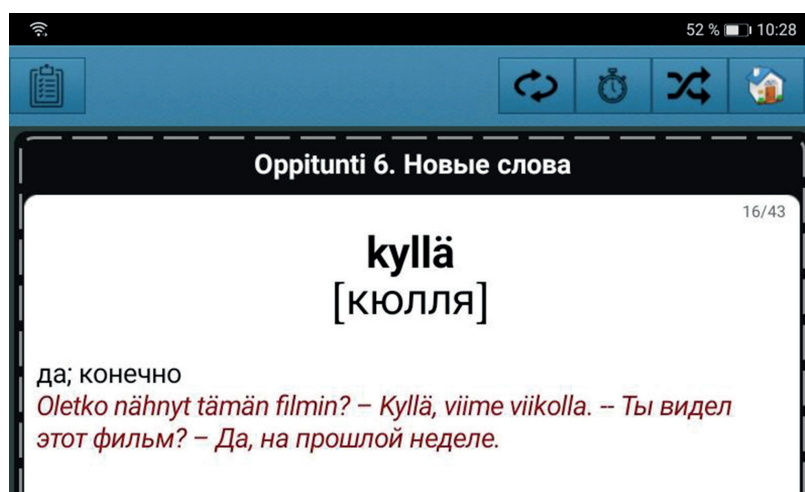 52 % 10:28
Oppitunti 6. Новые слова
16/43
kyllä
[кюлля]
да; конечно
Oletko nähnyt tämän filmin? – Kyllä, viime viikolla. -- Ты видел
этот фильм? – Да, на прошлой неделе.